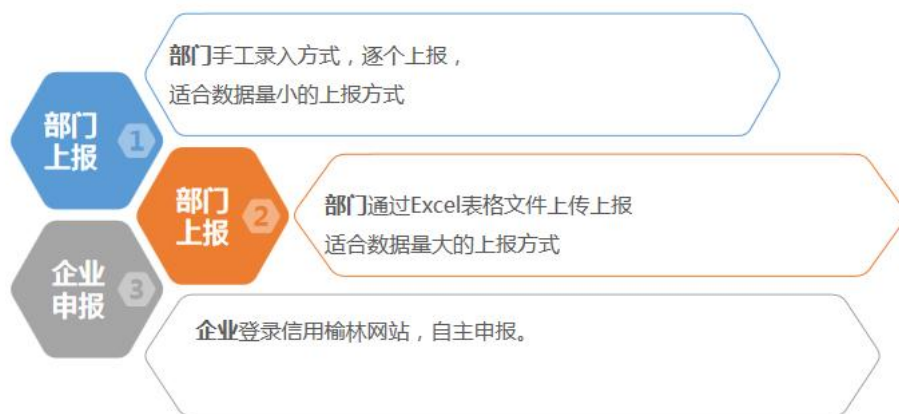 部门手工录入方式，逐个上报，
适合数据量小的上报方式
部门
上报
1
部门
上报
2
部门通过Excel表格文件上传上报
适合数据量大的上报方式
企业
申报
3
企业登录信用榆林网站，自主申报。